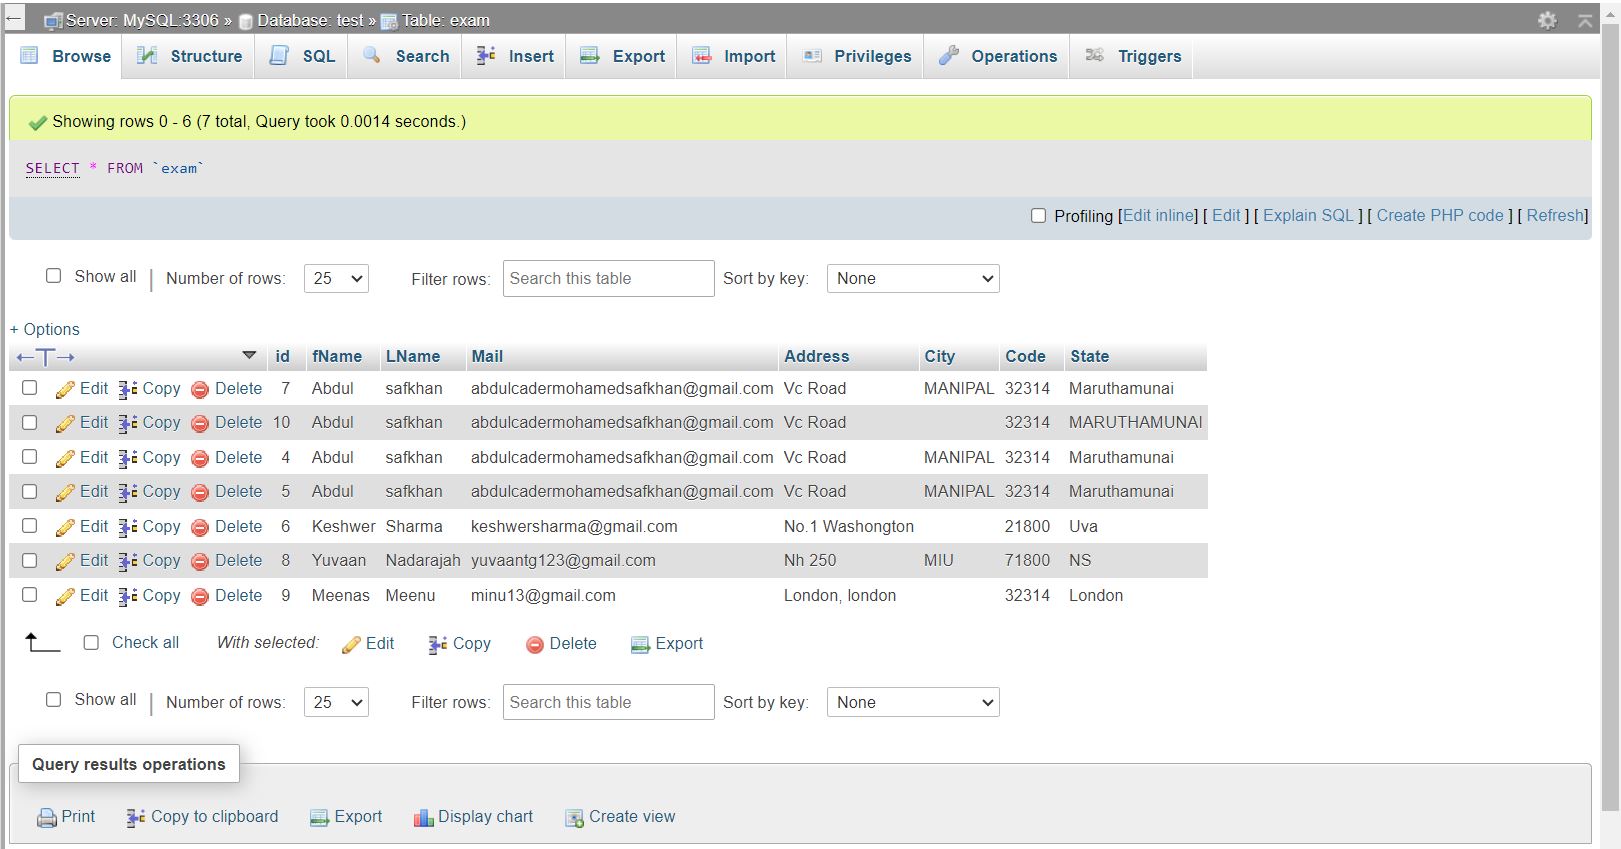 Server: MySQL:3306 » Database: test » Table: exam
Browse Structure SQL Search Insert Export Import Privileges Operations Triggers
Showing rows 0 - 6 (7 total, Query took 0.0014 seconds.)
SELECT * FROM `exam`
Profiling [Edit inline] [ Edit ] [ Explain SQL ] [ Create PHP code ] [ Refresh]
Show all | Number of rows: 25 Filter rows: Search this table Sort by key: None
+ Options
←T→ id fName LName Mail Address City Code State
Edit Copy Delete 7 Abdul safkhan abdulcadermohamedsafkhan@gmail.com Vc Road MANIPAL 32314 Maruthamunai
Edit Copy Delete 10 Abdul safkhan abdulcadermohamedsafkhan@gmail.com Vc Road 32314 MARUTHAMUNAI
Edit Copy Delete 4 Abdul safkhan abdulcadermohamedsafkhan@gmail.com Vc Road MANIPAL 32314 Maruthamunai
Edit Copy Delete 5 Abdul safkhan abdulcadermohamedsafkhan@gmail.com Vc Road MANIPAL 32314 Maruthamunai
Edit Copy Delete 6 Keshwer Sharma keshwersharma@gmail.com No.1 Washongton 21800 Uva
Edit Copy Delete 8 Yuvaan Nadarajah yuvaantg123@gmail.com Nh 250 MIU 71800 NS
Edit Copy Delete 9 Meenas Meenu minu13@gmail.com London, london 32314 London
Check all With selected: Edit Copy Delete Export
Show all | Number of rows: 25 Filter rows: Search this table Sort by key: None
Query results operations
Print Copy to clipboard Export Display chart Create view